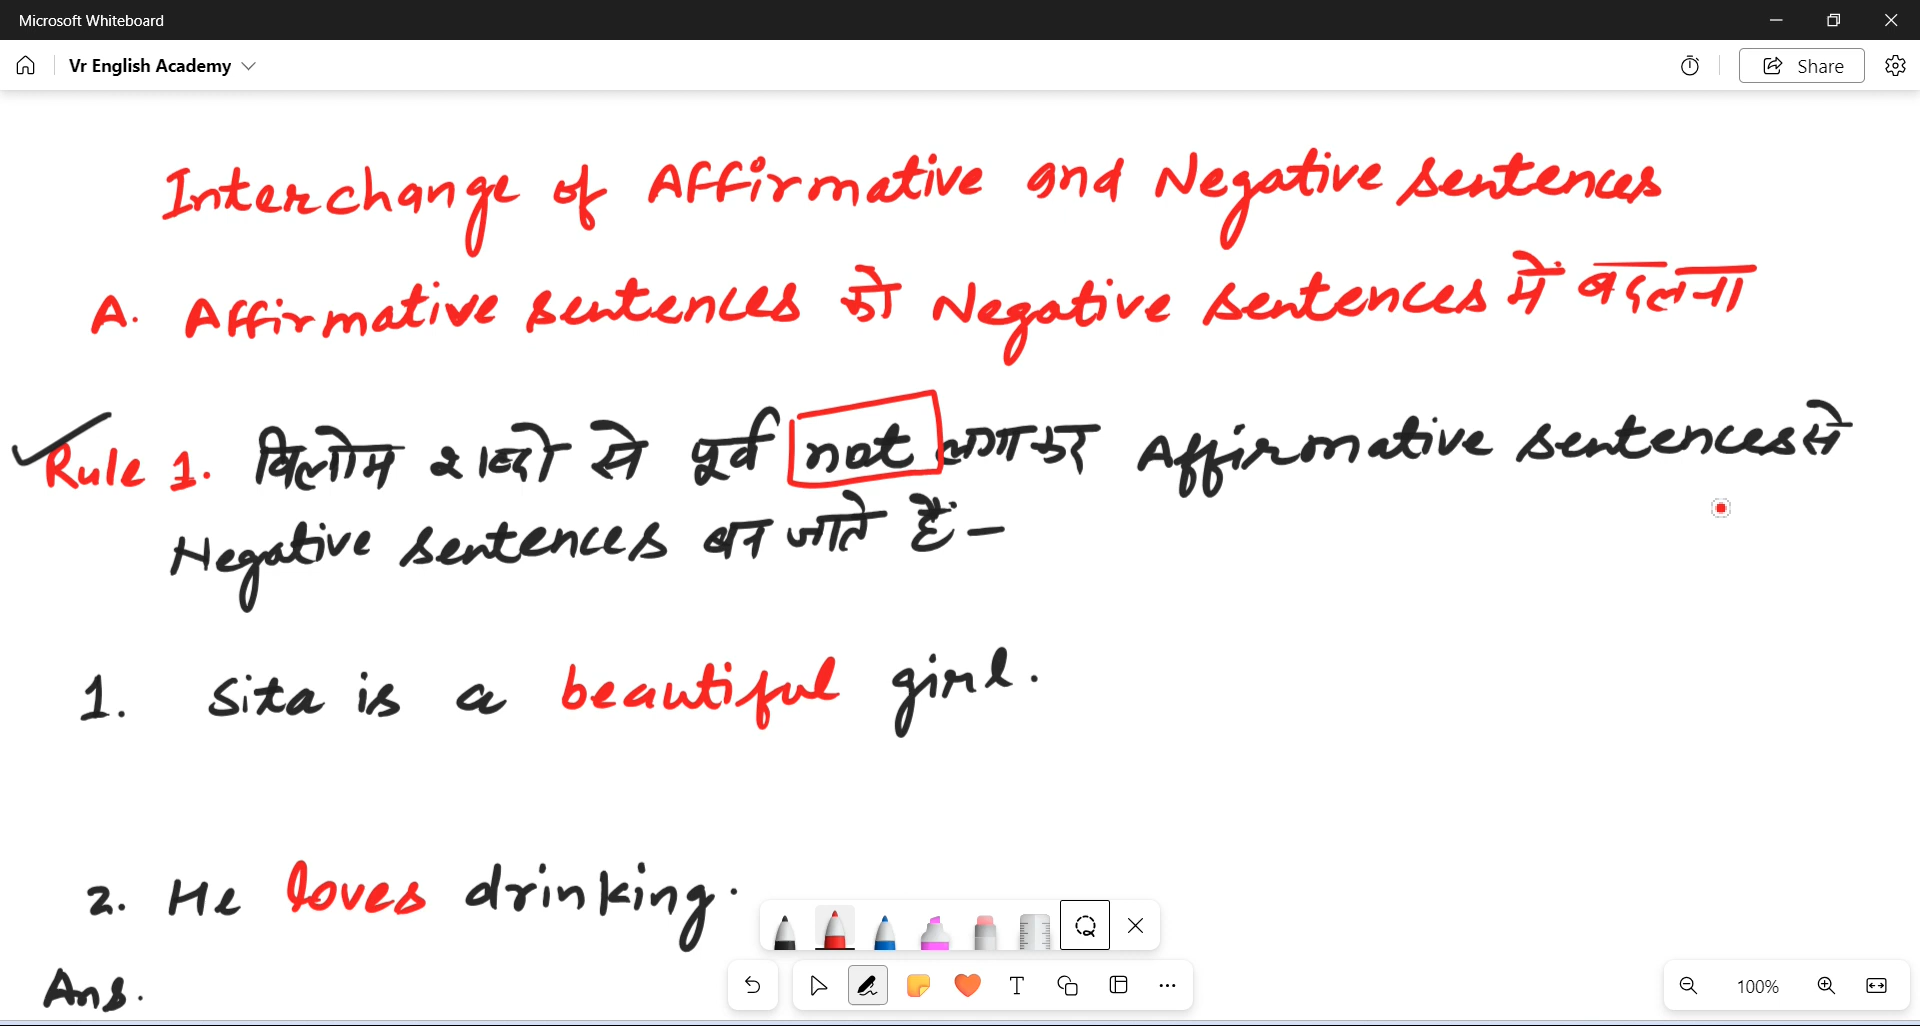 Microsoft Whiteboard
Vr English Academy
Share
Interchange of Affirmative and Negative sentences
A. Affirmative sentences को Negative sentences में बदलना
Rule 1. विलोम शब्दो से पूर्व not लगाकर Affirmative sentences से
Negative sentences बन जाते हैं -
1. Sita is a beautiful girl.
2. He loves drinking.
Ans.
100%